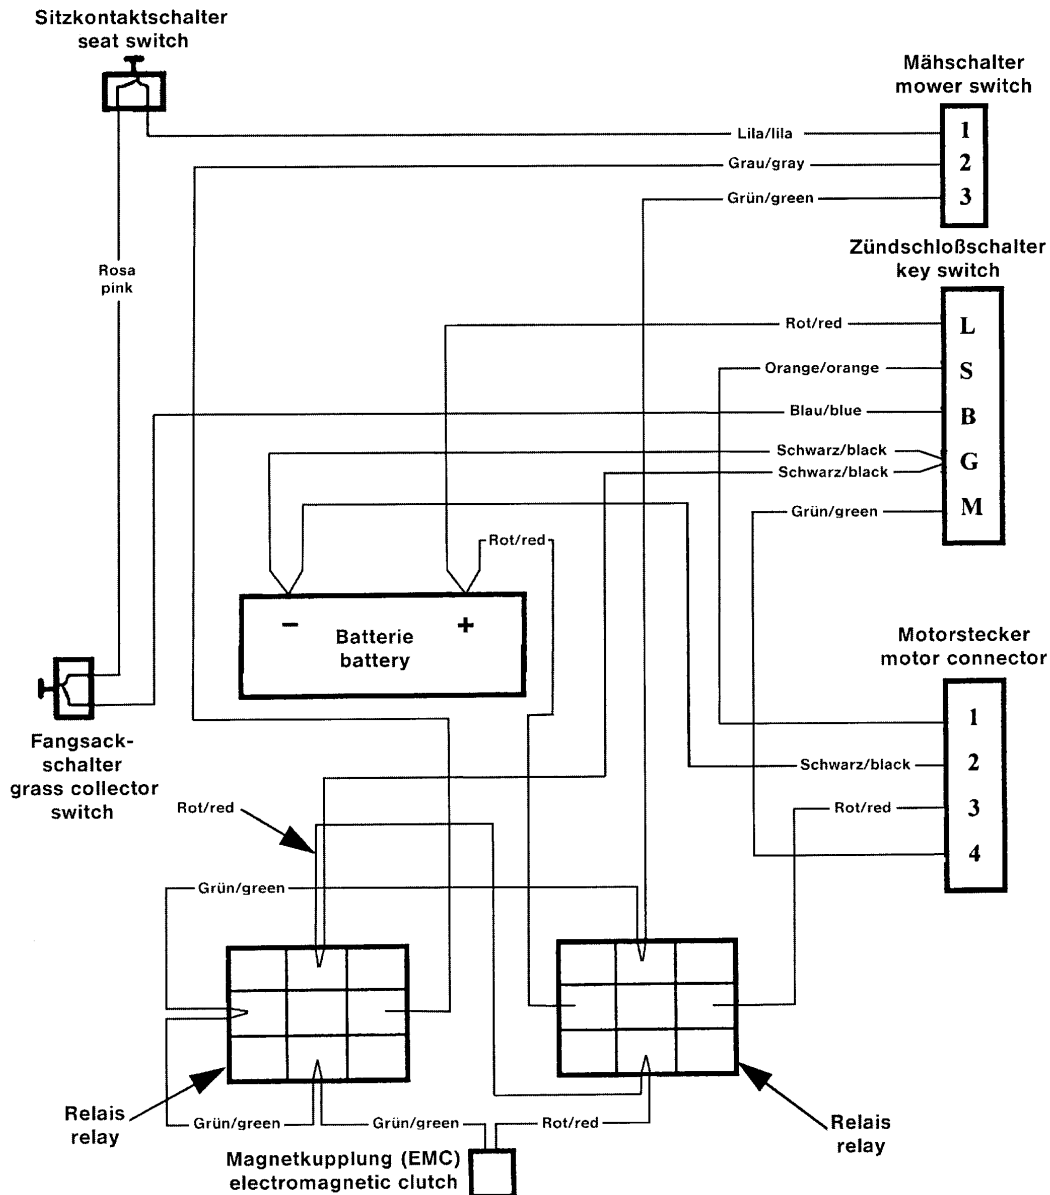 Sitzkontaktschalter
seat switch
Mähschalter
mower switch
1
Lila/lila
2
Grau/gray
3
Grün/green
Zündschloßschalter
key switch
Rosa
pink
Rot/red
L
Orange/orange
S
Blau/blue
B
Schwarz/black
G
Schwarz/black
Grün/green
M
Rot/red
–
+
Batterie
battery
Motorstecker
motor connector
1
Schwarz/black
2
Rot/red
3
4
Fangsack-
schalter
grass collector
switch
Rot/red
Grün/green
Relais
relay
Grün/green
Grün/green
Rot/red
Relais
relay
Magnetkupplung (EMC)
electromagnetic clutch